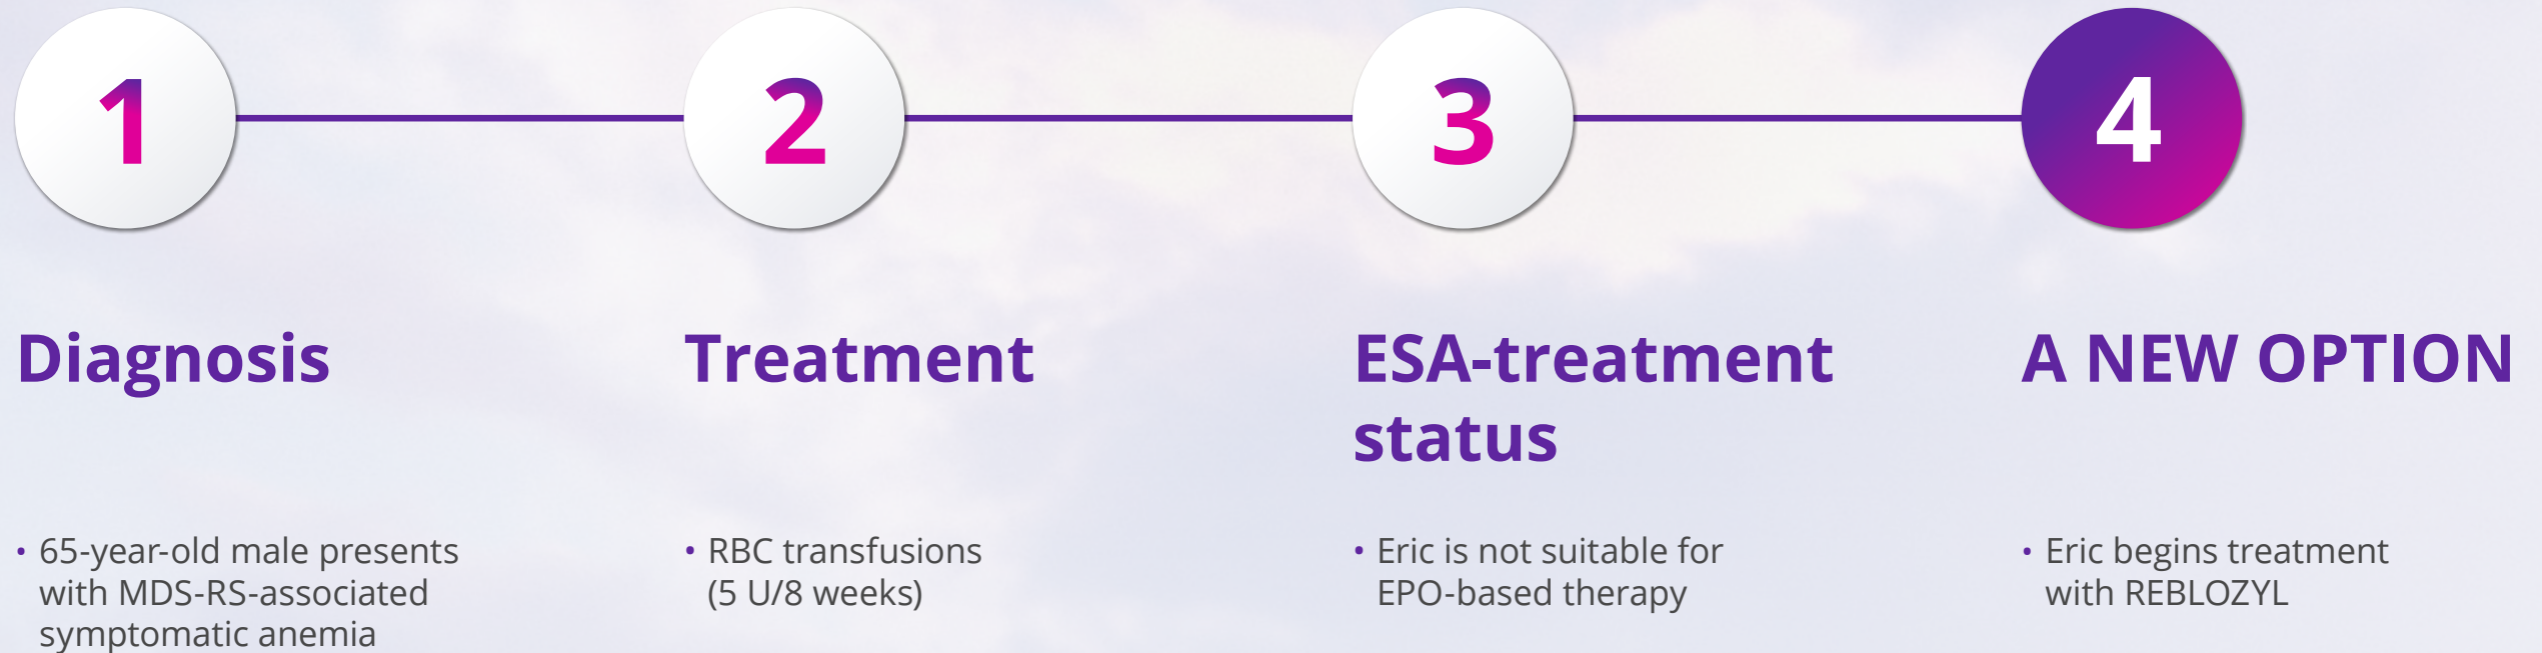 1
2
3
4
Diagnosis
• 65-year-old male presents
with MDS-RS-associated
symptomatic anemia
Treatment
• RBC transfusions
(5 U/8 weeks)
ESA-treatment
status
• Eric is not suitable for
EPO-based therapy
A NEW OPTION
• Eric begins treatment
with REBLOZYL